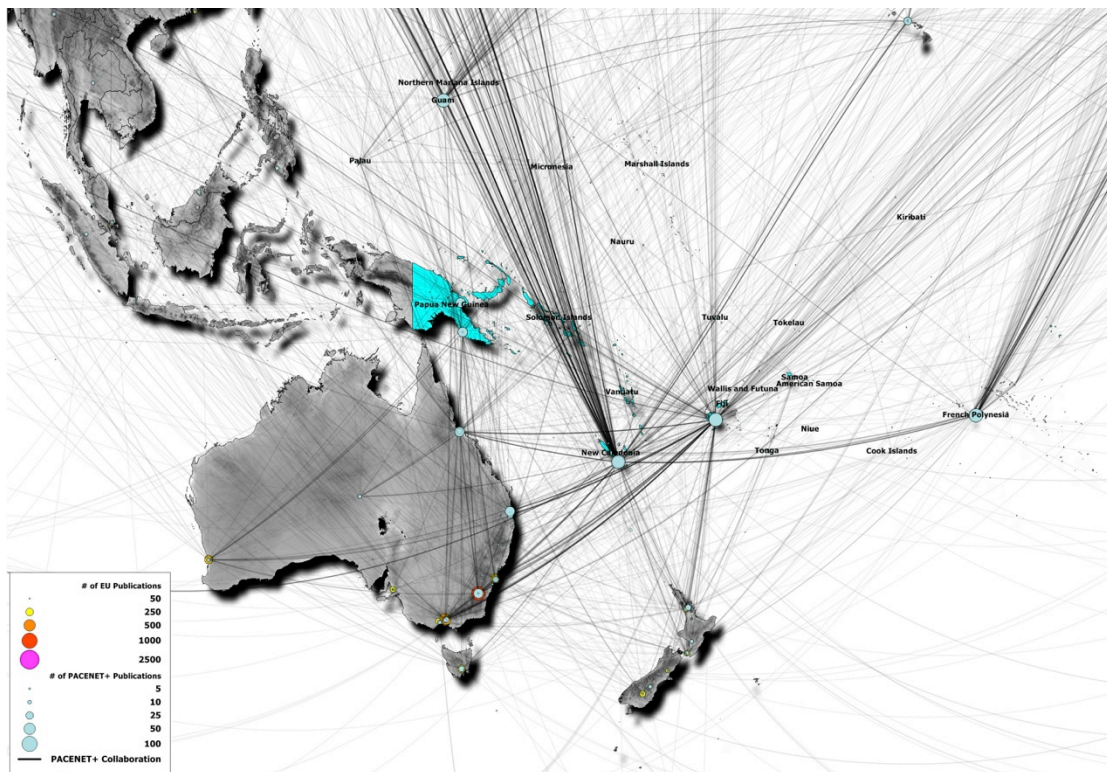 Northern Mariana Islands
Guam
Palau
Micronesia
Marshall Islands
Kiribati
Nauru
Papua New Guinea
Solomon Islands
Tuvalu
Tokelau
Samoa
American Samoa
Wallis and Futuna
Vanuatu
Fiji
French Polynesia
Niue
New Caledonia
Tonga
Cook Islands
# of EU Publications
50
250
500
1000
2500
# of PACENET+ Publications
5
10
25
50
100
PACENET+ Collaboration